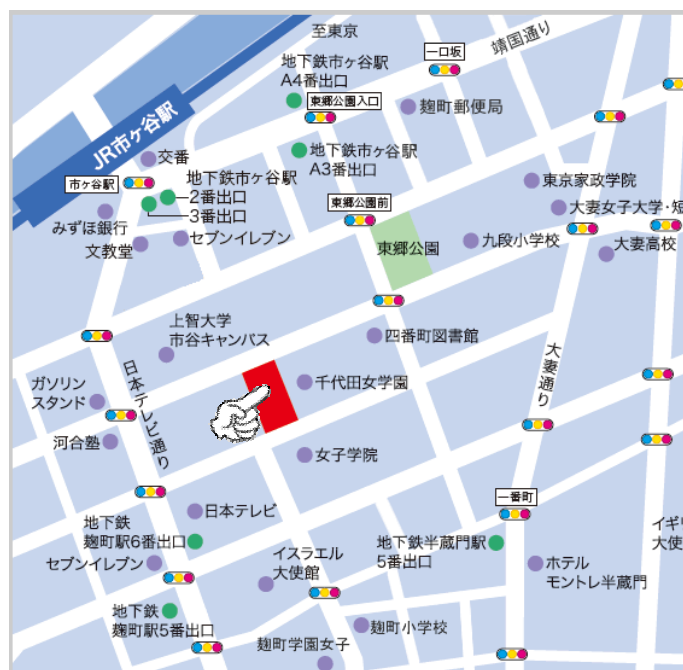 至東京
靖国通り
一口坂
地下鉄市ヶ谷駅
A4番出口
東郷公園入口
麹町郵便局
JR市ヶ谷駅
交番
地下鉄市ヶ谷駅
A3番出口
市ヶ谷駅
地下鉄市ヶ谷駅
2番出口
3番出口
東京家政学院
東郷公園前
大妻女子大学・短
みずほ銀行
文教堂
セブンイレブン
東郷公園
九段小学校
大妻高校
上智大学
市谷キャンパス
四番町図書館
大妻通り
日本テレビ通り
ガソリン
スタンド
千代田女学園
河合塾
女子学院
一番町
日本テレビ
地下鉄
麹町駅6番出口
セブンイレブン
イスラエル
大使館
地下鉄半蔵門駅
5番出口
ホテル
モントレ半蔵門
イギリ
大使
地下鉄
麹町駅5番出口
麹町小学校
麹町学園女子